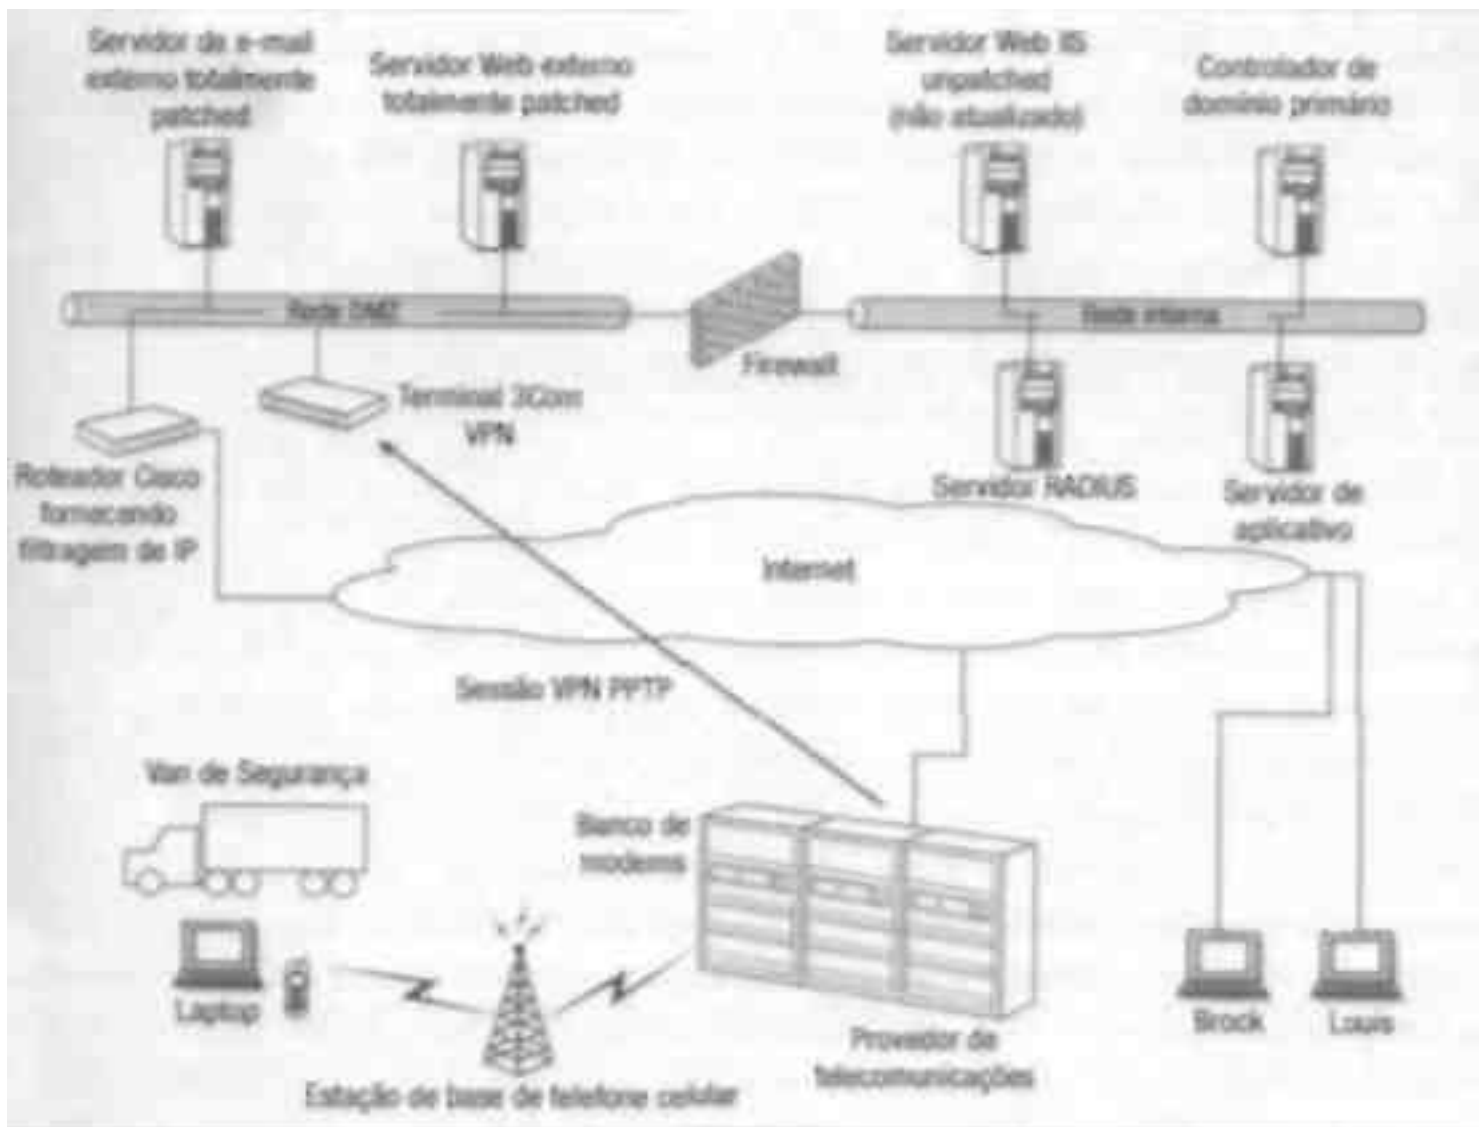 Servidor de e-mail
externo totalmente
patched
Servidor Web externo
totalmente patched
Servidor Web IIS
unpatched
(não atualizado)
Controlador de
domínio primário
Rede DMZ
Rede interna
Firewall
Terminal 3Com
VPN
Roteador Cisco
fornecendo
filtragem de IP
Servidor RADIUS
Servidor de
aplicativo
Internet
Sessão VPN PPTP
Van de Segurança
Banco de
modems
Laptop
Brock
Louis
Provedor de
telecomunicações
Estação de base de telefone celular